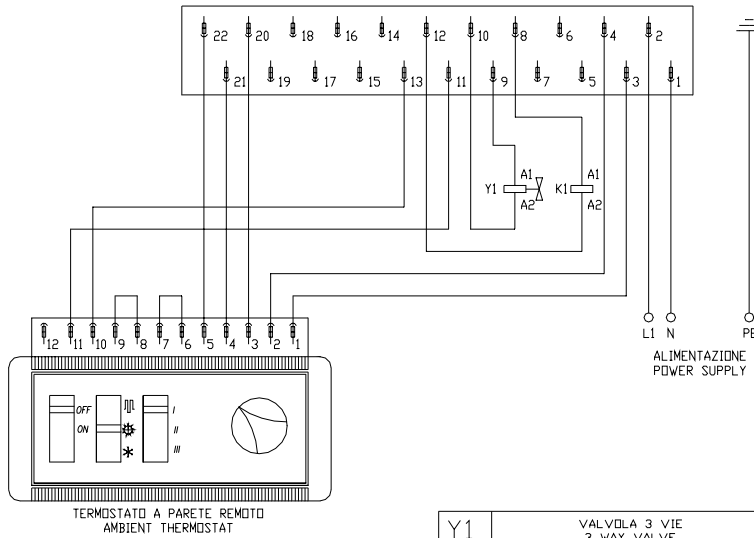 22 20 18 16 14 12 10 8 6 4 2
21 19 17 15 13 11 9 7 5 3 1
A1 A1
Y1 K1
A2 A2
12 11 10 9 8 7 6 5 4 3 2 1
L1 N PE
ALIMENTAZIONE
POWER SUPPLY
OFF I
ON II
III
TERMOSTATO A PARETE REMOTO
AMBIENT THERMOSTAT
Y1 VALVOLA 3 VIE
3 WAY VALVE